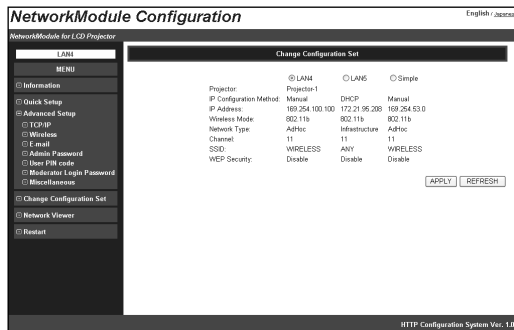 NetworkModule Configuration
English / Japanese
NetworkModule for LCD Projector
LAN4
MENU
Information
Quick Setup
Advanced Setup
TCP/IP
Wireless
E-mail
Admin Password
User PIN code
Moderator Login Password
Miscellaneous
Change Configuration Set
Network Viewer
Restart
Change Configuration Set
LAN4 LAN5 Simple
Projector: Projector-1
IP Configuration Method: Manual DHCP Manual
IP Address: 169.254.100.100 172.21.95.208 169.254.53.0
Wireless Mode: 802.11b 802.11b 802.11b
Network Type: AdHoc Infrastructure AdHoc
Channel: 11 11 11
SSID: WIRELESS ANY WIRELESS
WEP Security: Disable Disable Disable
APPLY REFRESH
HTTP Configuration System Ver. 1.0